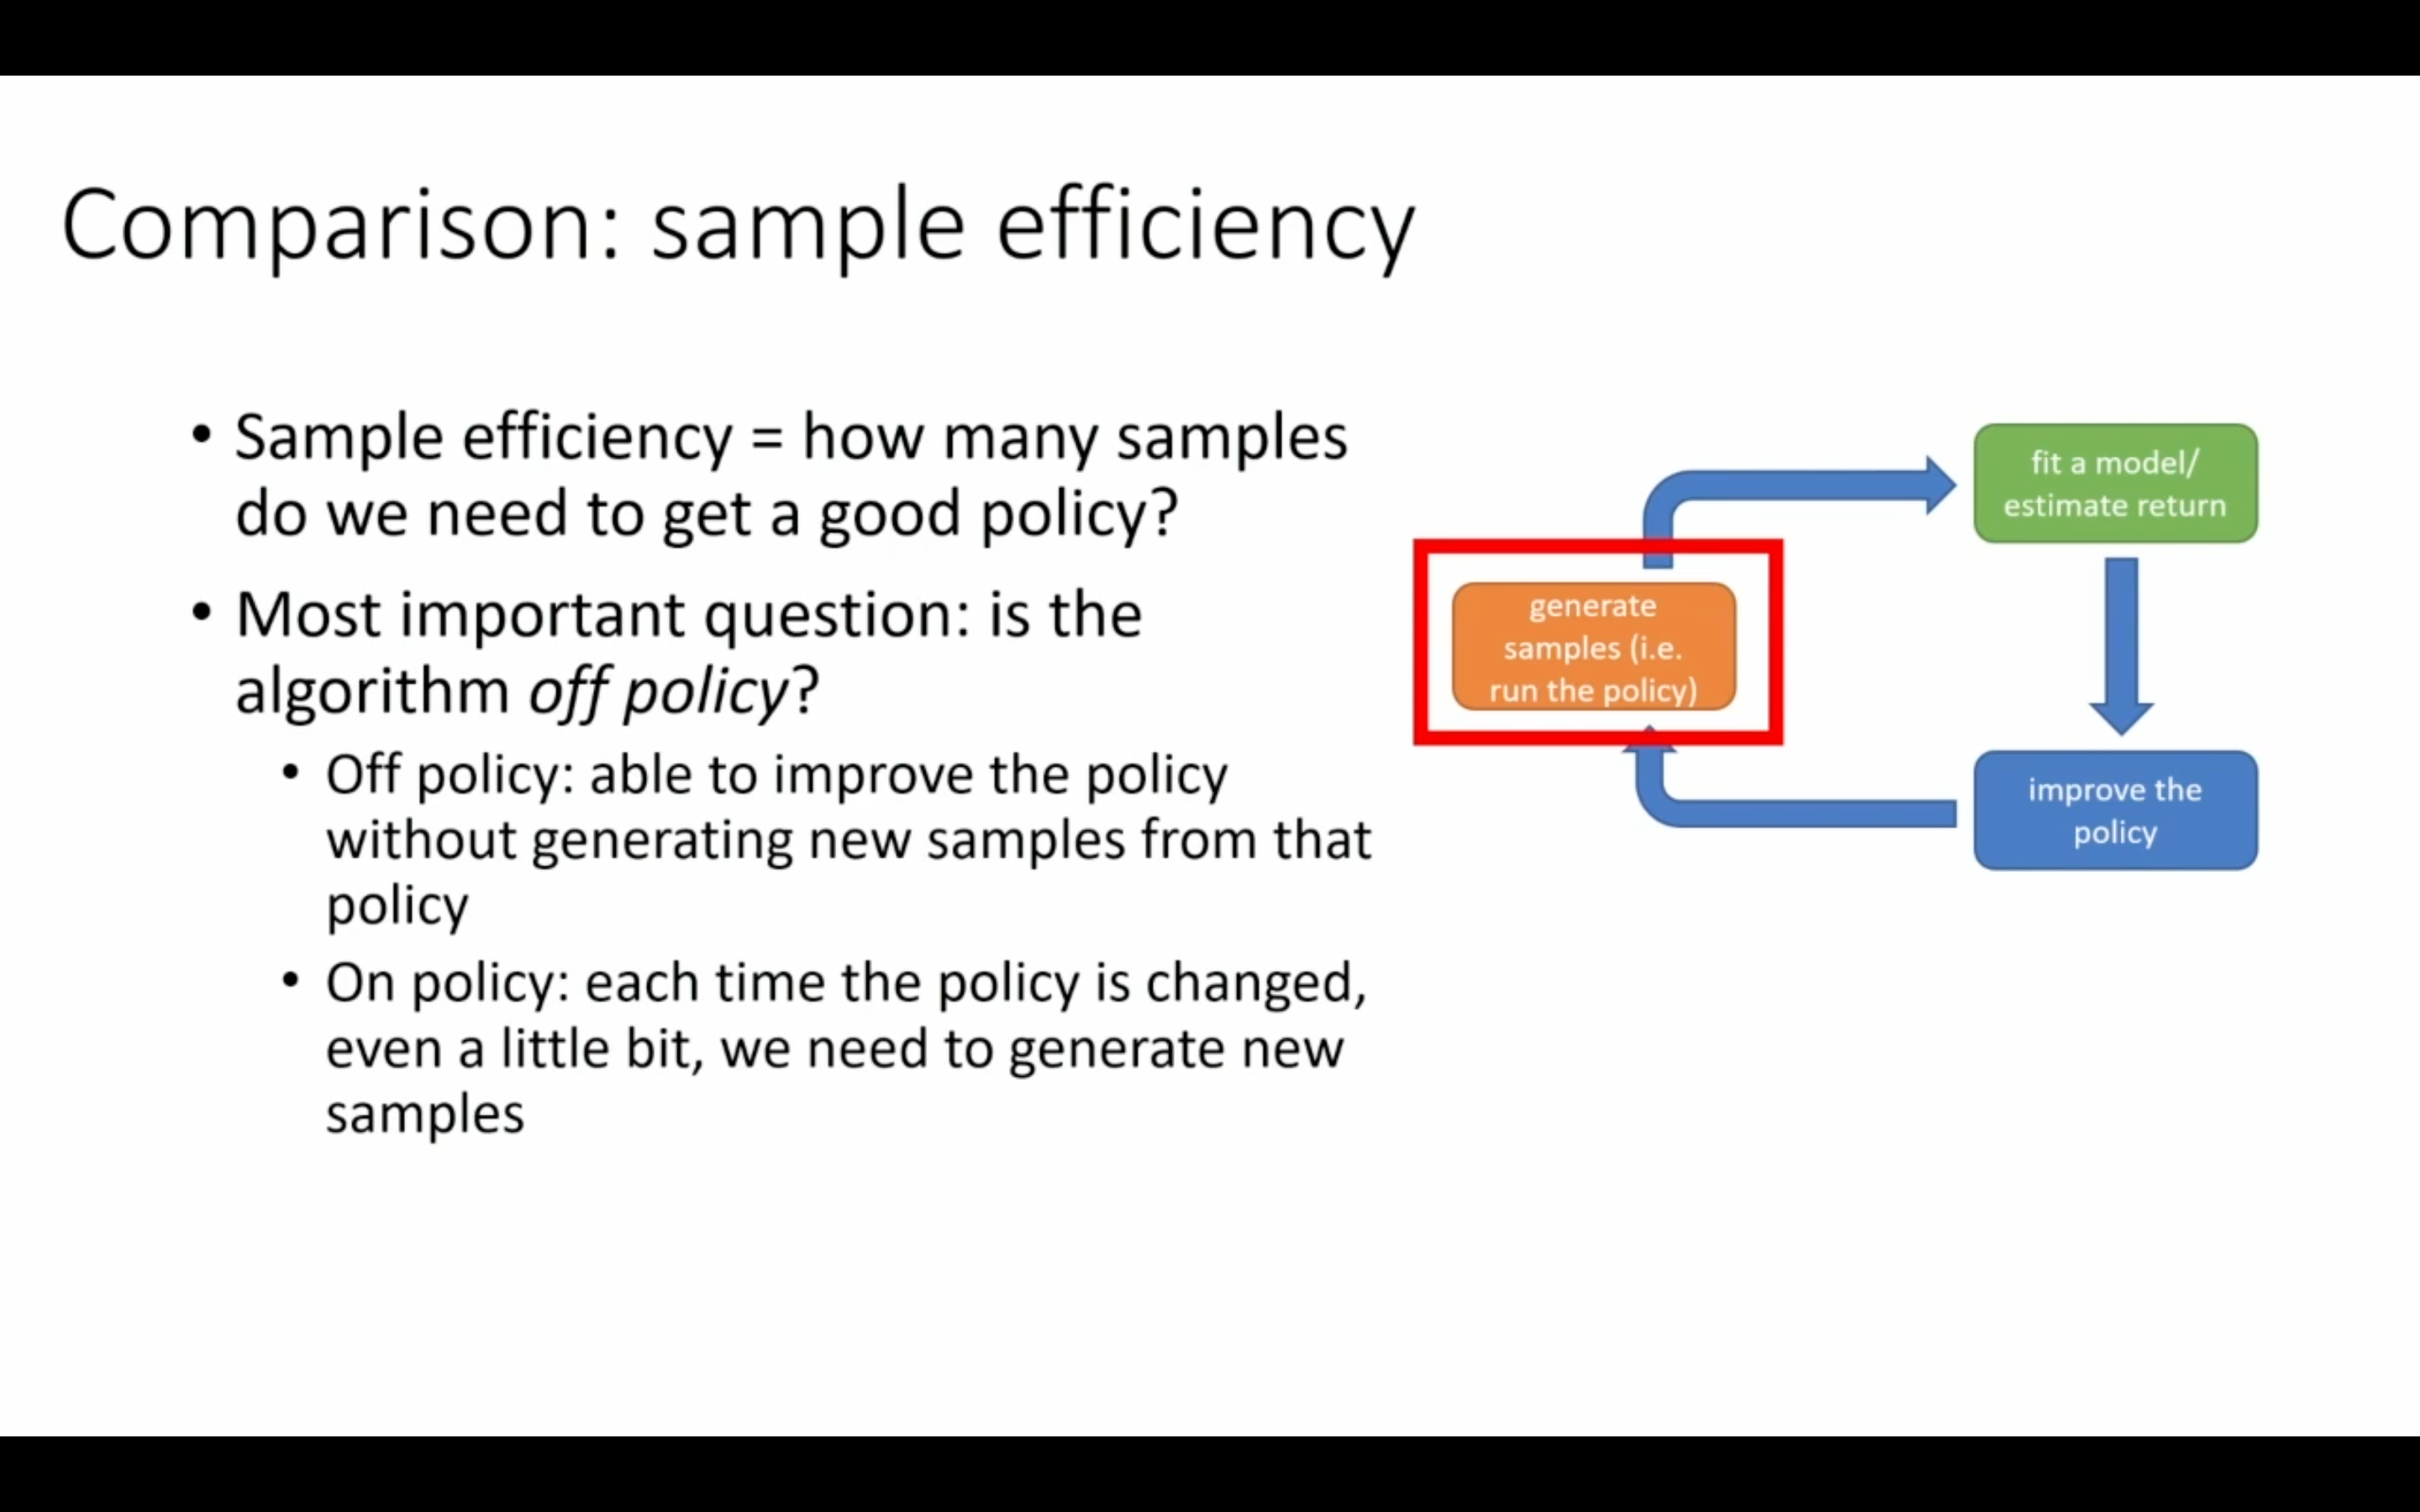 Comparison: sample efficiency
• Sample efficiency = how many samples
do we need to get a good policy?
• Most important question: is the
algorithm off policy?
• Off policy: able to improve the policy
without generating new samples from that
policy
• On policy: each time the policy is changed,
even a little bit, we need to generate new
samples
fit a model/
estimate return
generate
samples (i.e.
run the policy)
improve the
policy